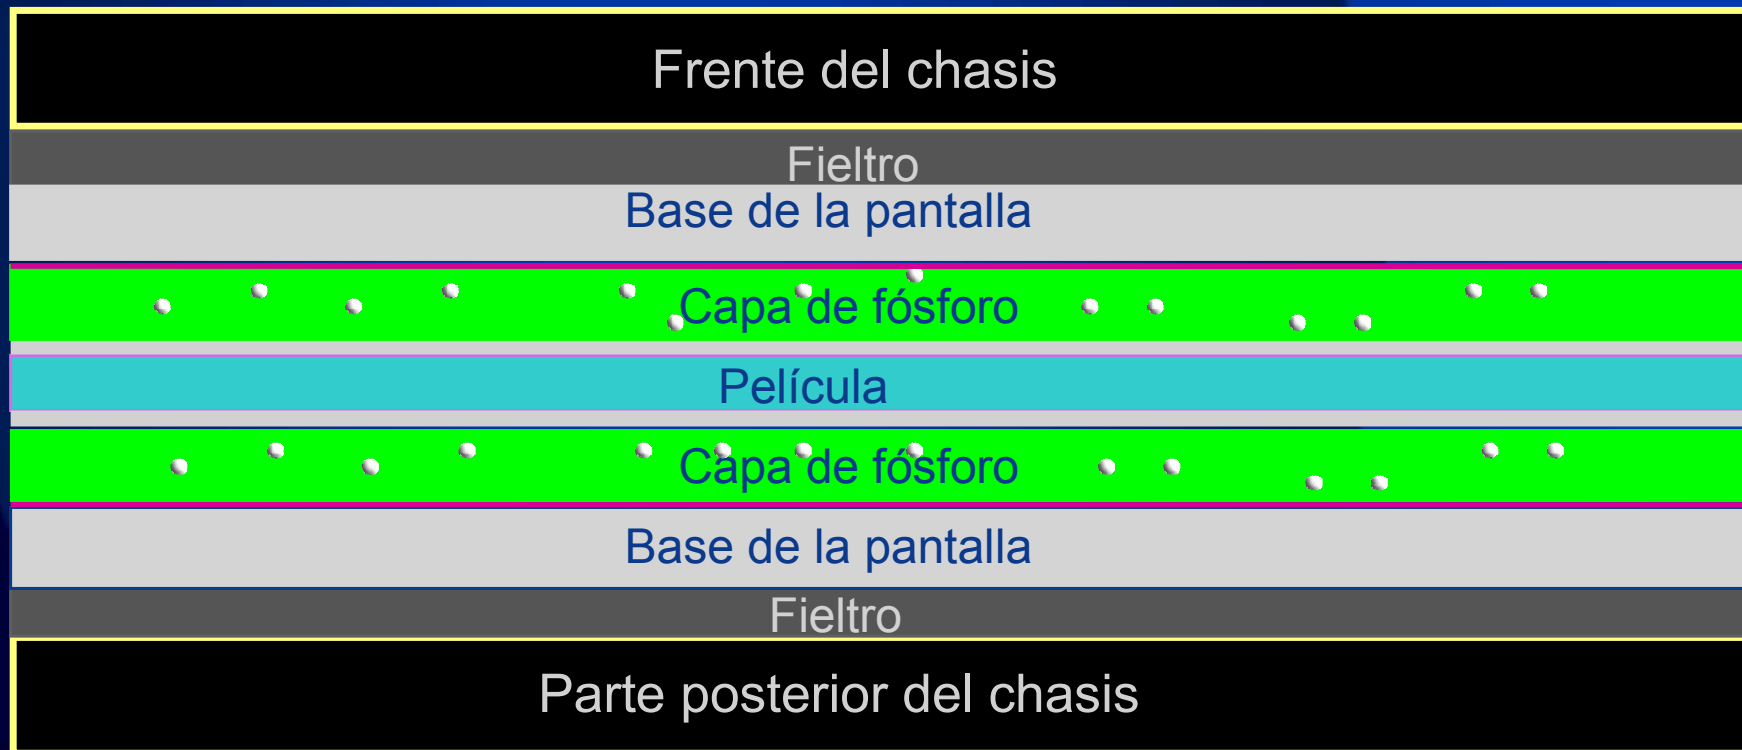 Frente del chasis
Fieltro
Base de la pantalla
Capa de fósforo
Película
Capa de fósforo
Base de la pantalla
Fieltro
Parte posterior del chasis